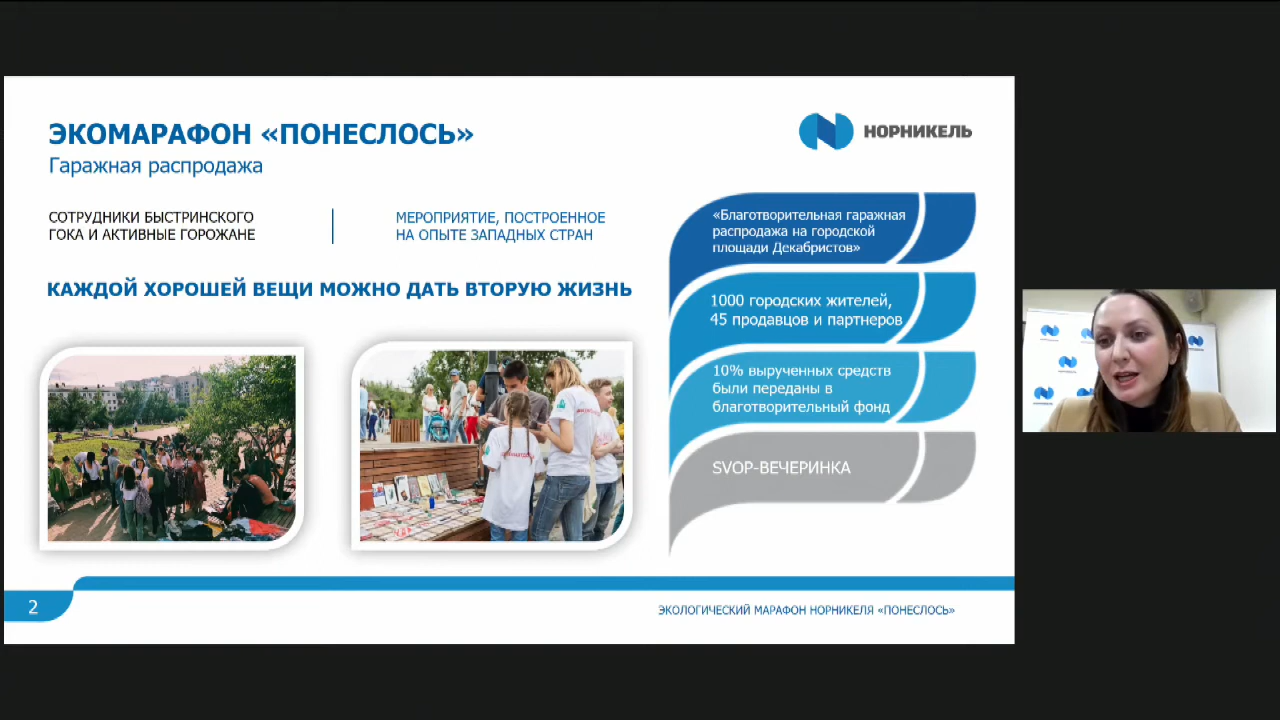 ЭКОМАРАФОН «ПОНЕСЛОСЬ»
Гаражная распродажа
НОРНИКЕЛЬ
СОТРУДНИКИ БЫСТРИНСКОГО
ГОКА И АКТИВНЫЕ ГОРОЖАНЕ
МЕРОПРИЯТИЕ, ПОСТРОЕННОЕ
НА ОПЫТЕ ЗАПАДНЫХ СТРАН
КАЖДОЙ ХОРОШЕЙ ВЕЩИ МОЖНО ДАТЬ ВТОРУЮ ЖИЗНЬ
«Благотворительная гаражная
распродажа на городской
площади Декабристов»
1000 городских жителей,
45 продавцов и партнеров
10% вырученных средств
были переданы в
благотворительный фонд
SVOP-ВЕЧЕРИНКА
2
ЭКОЛОГИЧЕСКИЙ МАРАФОН НОРНИКЕЛЯ «ПОНЕСЛОСЬ»